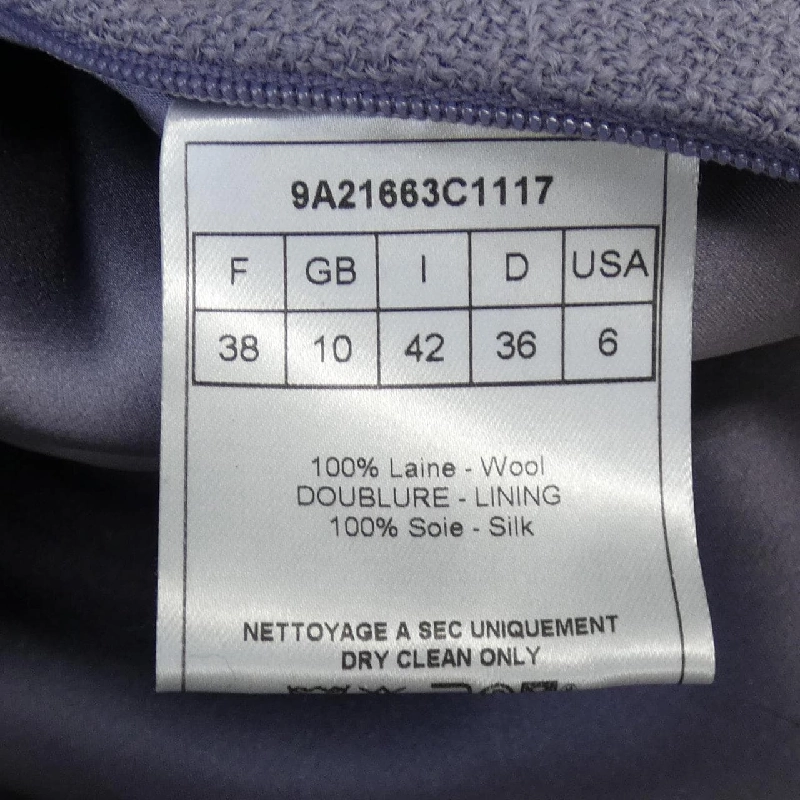 9A21663C1117
F GB I D USA
38 10 42 36 6
100% Laine - Wool
DOUBLURE - LINING
100% Soie - Silk
NETTOYAGE A SEC UNIQUEMENT
DRY CLEAN ONLY